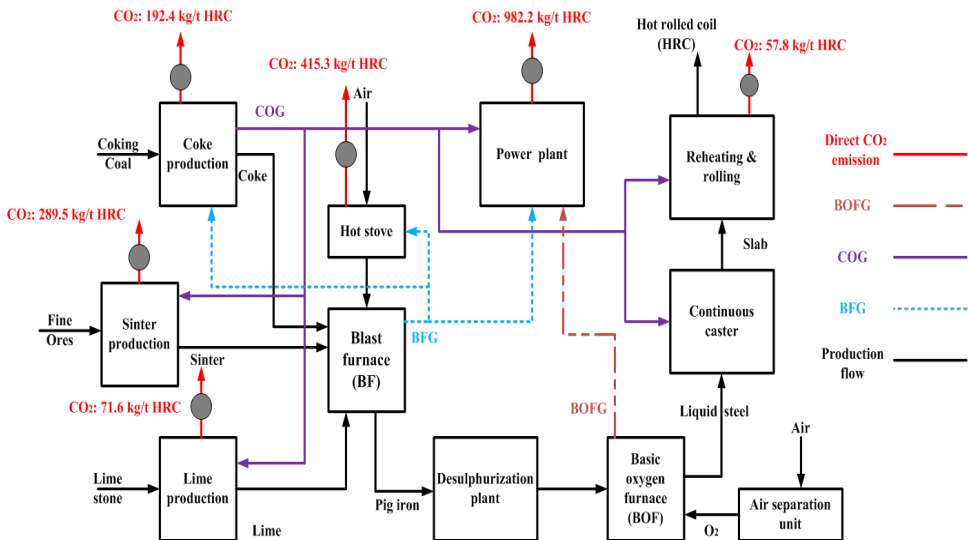 CO₂: 192.4 kg/t HRC
CO₂: 982.2 kg/t HRC
Hot rolled coil
(HRC)
CO₂: 57.8 kg/t HRC
CO₂: 415.3 kg/t HRC
Air
COG
Coking
Coal
Coke
production
Coke
Power plant
Reheating &
rolling
Direct CO₂
emission
BOFG
CO₂: 289.5 kg/t HRC
Hot stove
Slab
COG
Fine
Ores
Sinter
production
Sinter
Blast
furnace
(BF)
BFG
Continuous
caster
BFG
Production
flow
CO₂: 71.6 kg/t HRC
BOFG
Liquid steel
Air
Lime
stone
Lime
production
Lime
Pig iron
Desulphurization
plant
Basic
oxygen
furnace
(BOF)
O₂
Air separation
unit